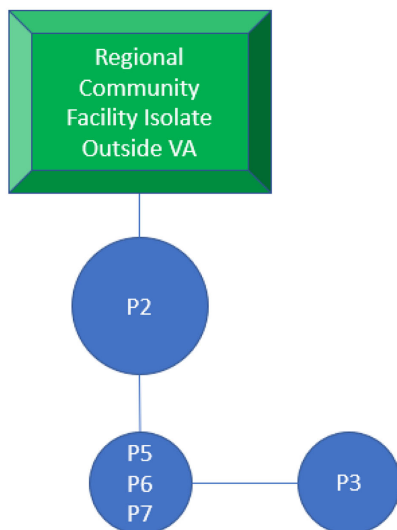 Regional
Community
Facility Isolate
Outside VA
P2
P5
P6
P7
P3